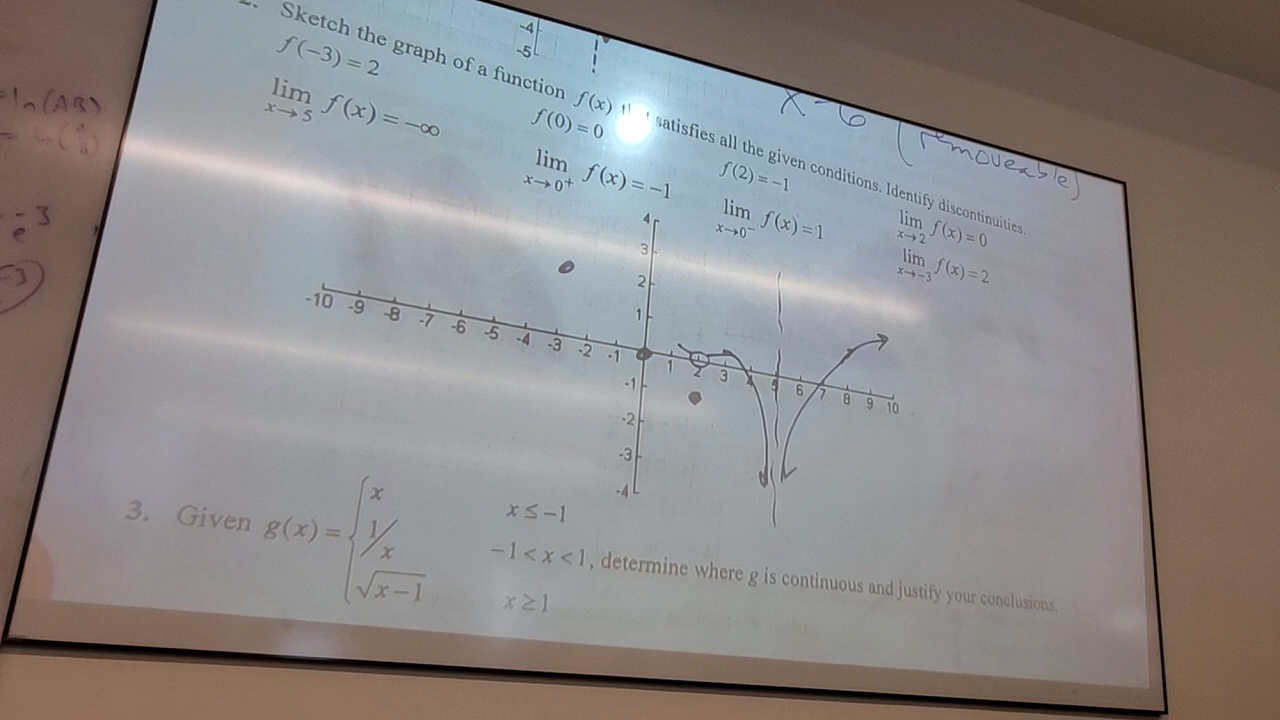 -4
-5
x-6 (removeable)
=ln(AB)
-3
e
2. Sketch the graph of a function f(x) satisfies all the given conditions. Identify discontinuities.
f(-3) = 2 f(0) = 0 f(2) = -1 lim x→2 f(x) = 0
lim x→5 f(x) = -∞ lim x→0⁺ f(x) = -1 lim x→0⁻ f(x) = 1 lim x→-3 f(x) = 2
4
3
2
1
-10 -9 -8 -7 -6 -5 -4 -3 -2 -1 1 2 3 4 5 6 7 8 9 10
-1
-2
-3
-4
3. Given g(x) = { x x ≤ -1
1/x -1 < x < 1, determine where g is continuous and justify your conclusions.
√x-1 x ≥ 1